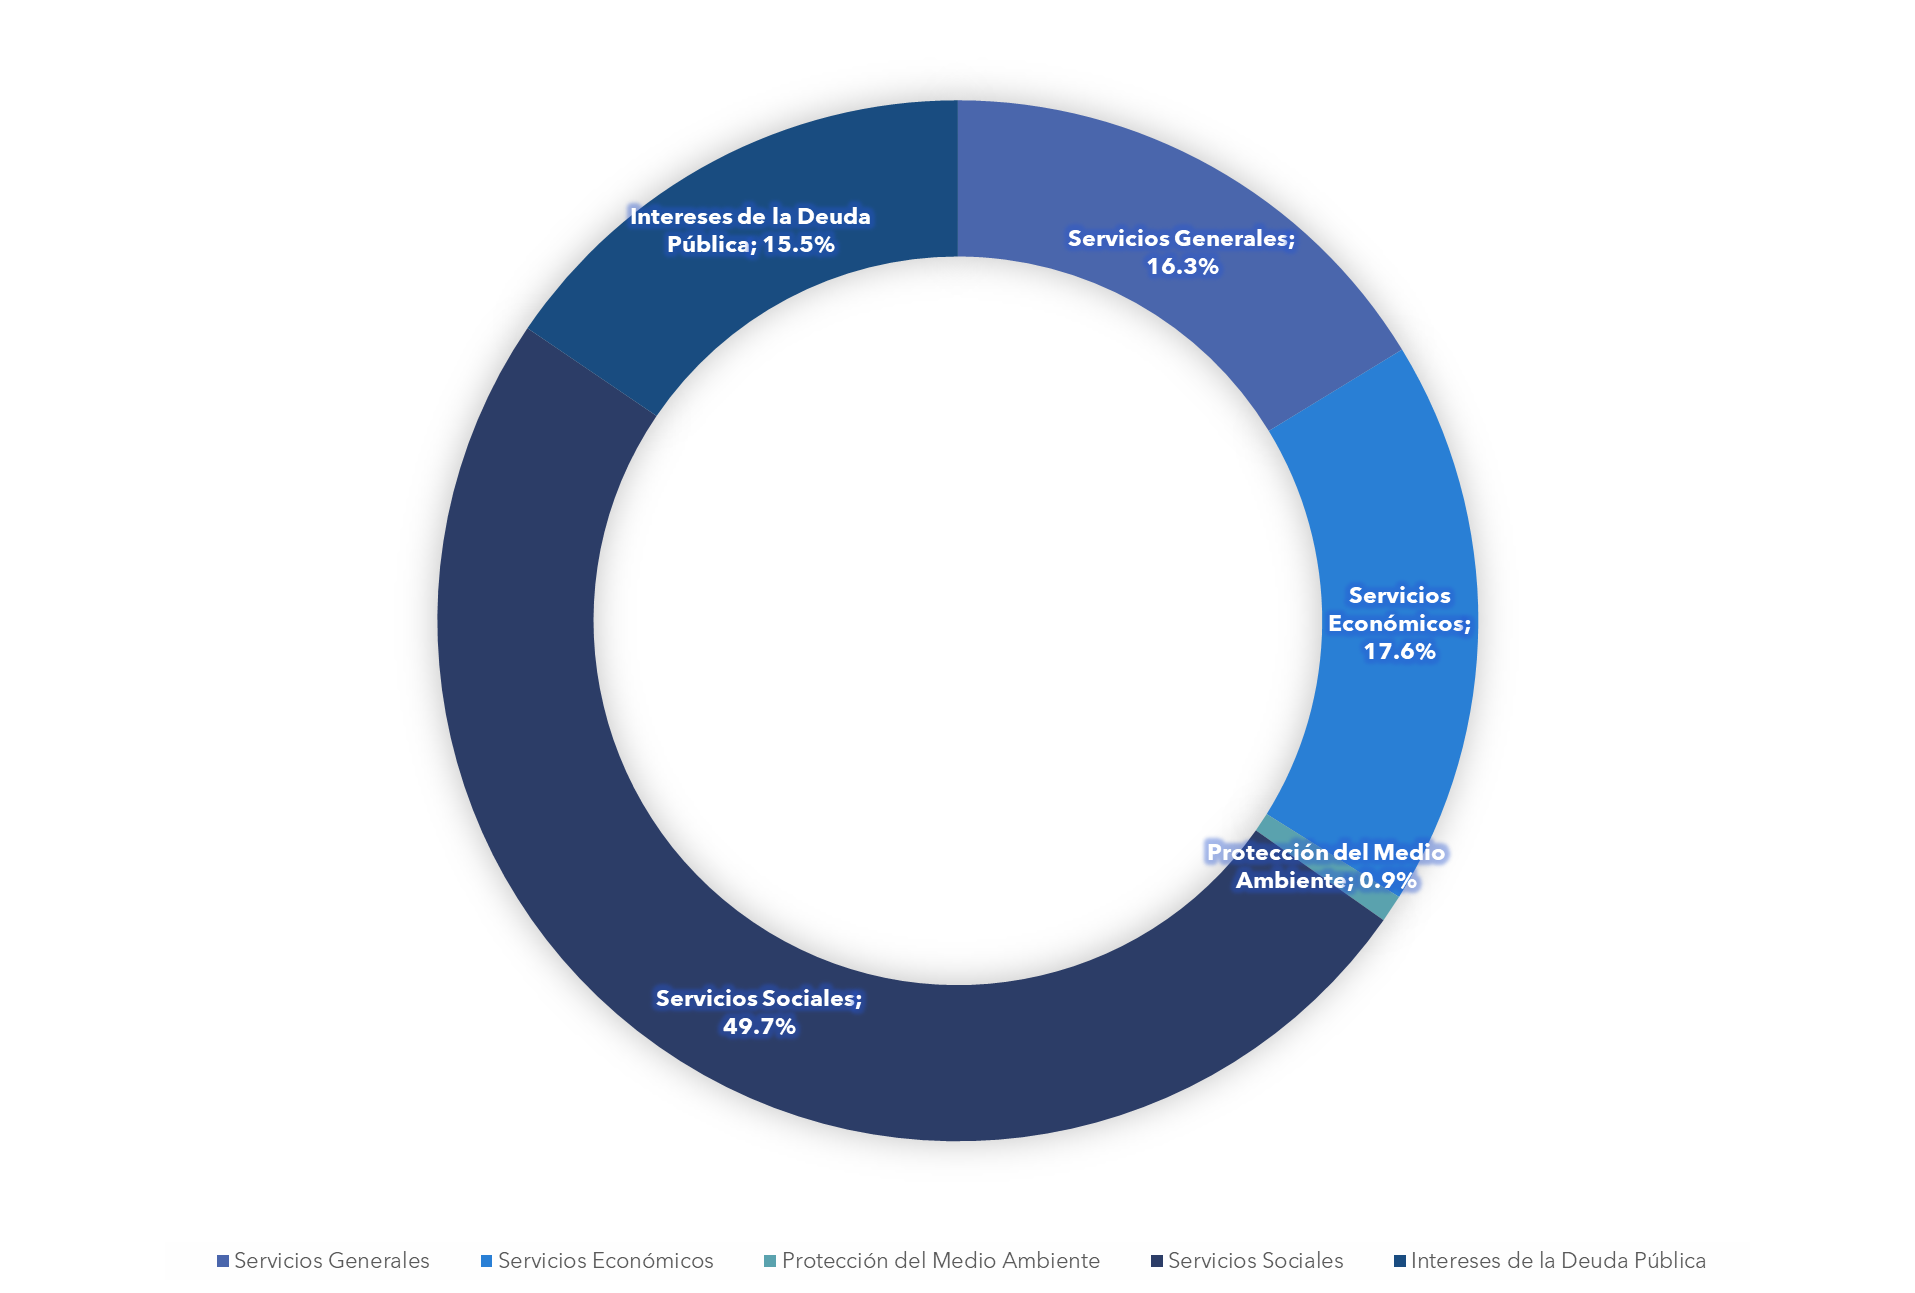 Intereses de la Deuda
Pública; 15.5%
Servicios Generales;
16.3%
Servicios
Económicos;
17.6%
Protección del Medio
Ambiente; 0.9%
Servicios Sociales;
49.7%
Servicios Generales
Servicios Económicos
Protección del Medio Ambiente
Servicios Sociales
Intereses de la Deuda Pública